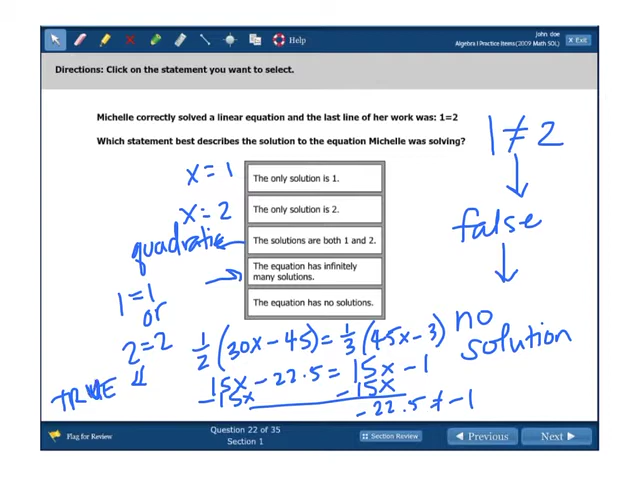 john doe
Algebra I Practice Items (2009 Math SOL)
Exit
Help
Directions: Click on the statement you want to select.
Michelle correctly solved a linear equation and the last line of her work was: 1=2
Which statement best describes the solution to the equation Michelle was solving?
1 ≠ 2
false
no
solution
x = 1
The only solution is 1.
x = 2
The only solution is 2.
quadratic
The solutions are both 1 and 2.
The equation has infinitely
many solutions.
The equation has no solutions.
1 = 1
or
2 = 2
TRUE
1/2 (30x - 45) = 1/3 (45x - 3)
15x - 22.5 = 15x - 1
-15x -15x
-22.5 ≠ -1
Flag for Review
Question 22 of 35
Section 1
Section Review
Previous
Next